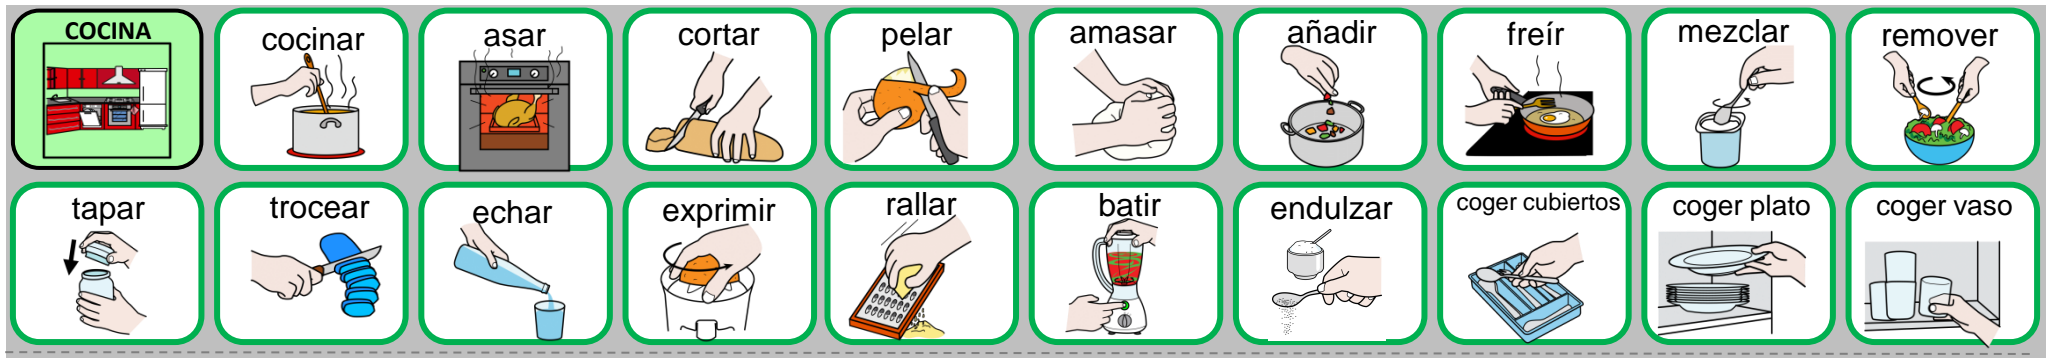 COCINA
cocinar
asar
cortar
pelar
amasar
añadir
freír
mezclar
remover
tapar
trocear
echar
exprimir
rallar
batir
endulzar
coger cubiertos
coger plato
coger vaso